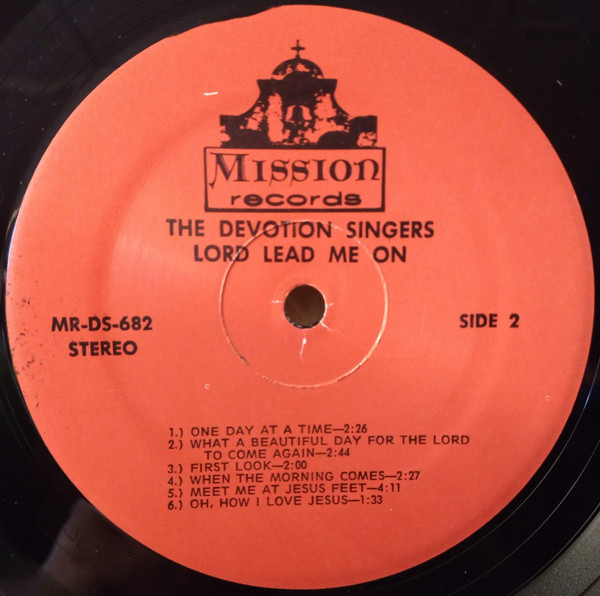 MISSION
records
THE DEVOTION SINGERS
LORD LEAD ME ON
MR-DS-682
STEREO
SIDE 2
1.) ONE DAY AT A TIME—2:26
2.) WHAT A BEAUTIFUL DAY FOR THE LORD
TO COME AGAIN—2:44
3.) FIRST LOOK—2:00
4.) WHEN THE MORNING COMES—2:27
5.) MEET ME AT JESUS FEET—4:11
6.) OH, HOW I LOVE JESUS—1:33